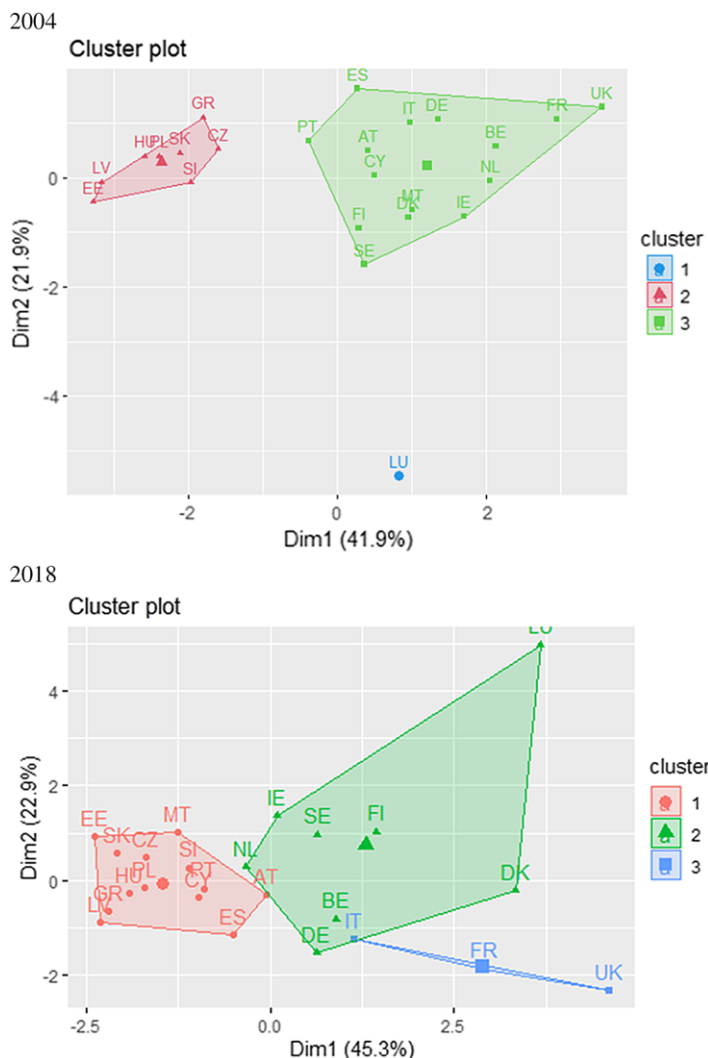 2004
Cluster plot
ES
GR
IT
DE
FR
UK
HU
PL
SK
CZ
PT
AT
BE
LV
SI
CY
NL
EE
MT
DK
IE
FI
SE
LU
0
-2
-4
Dim2 (21.9%)
-2
0
2
Dim1 (41.9%)
cluster
a 1
a 2
a 3
2018
Cluster plot
LU
IE
EE
SK
CZ
MT
SE
FI
SI
NL
HU
PL
PT
AT
DK
GR
CY
LV
ES
BE
DE
IT
FR
UK
4
2
0
-2
Dim2 (22.9%)
-2.5
0.0
2.5
Dim1 (45.3%)
cluster
a 1
a 2
a 3